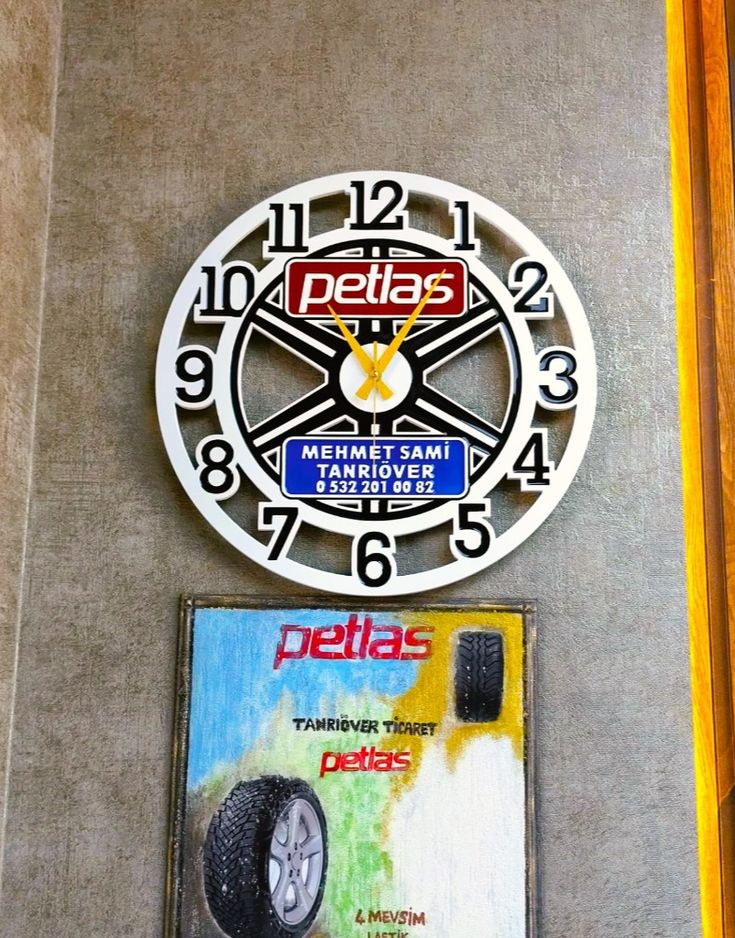 12
11
1
10
2
9
3
8
4
7
5
6
petlas
MEHMET SAMİ
TANRIÖVER
0 532 201 00 82
petlas
TANRIÖVER TİCARET
petlas
4 MEVSİM
LASTİK